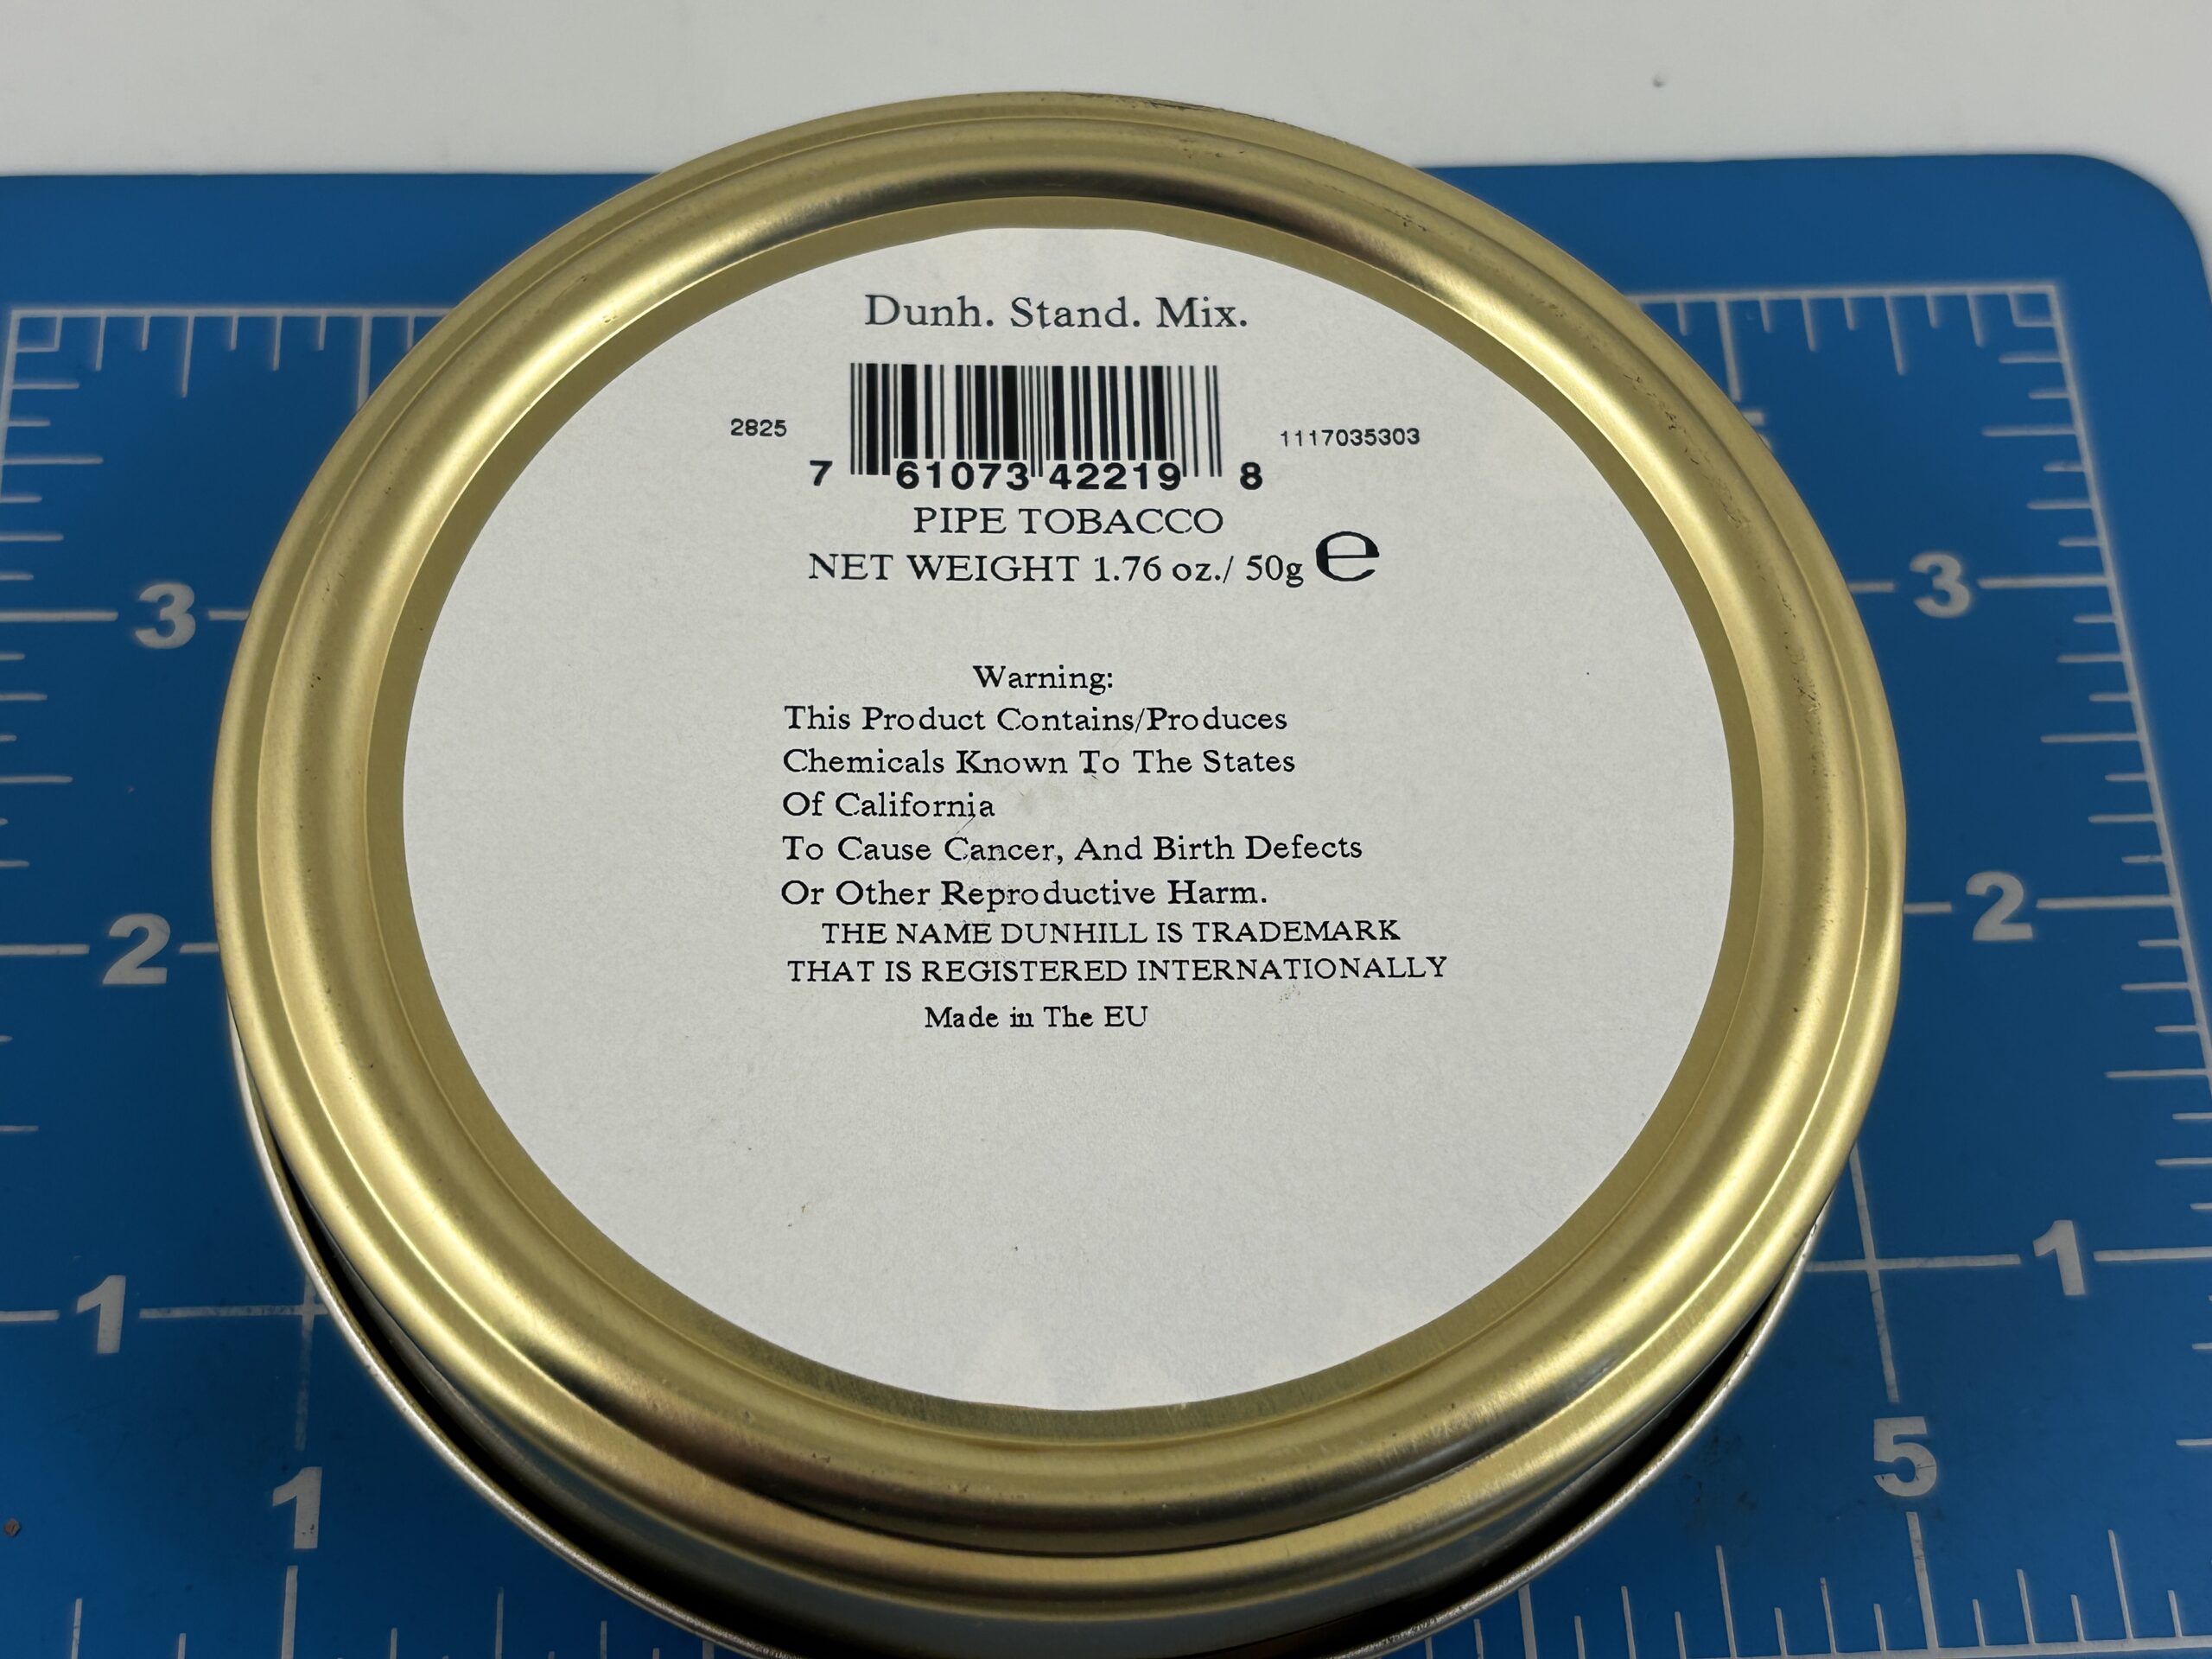 Dunh. Stand. Mix.
2825
1117035303
7 61073 42219 8
PIPE TOBACCO
NET WEIGHT 1.76 oz./ 50g ℮
Warning:
This Product Contains/Produces
Chemicals Known To The States
Of California
To Cause Cancer, And Birth Defects
Or Other Reproductive Harm.
THE NAME DUNHILL IS TRADEMARK
THAT IS REGISTERED INTERNATIONALLY
Made in The EU
3
3
2
2
1
1
1
5